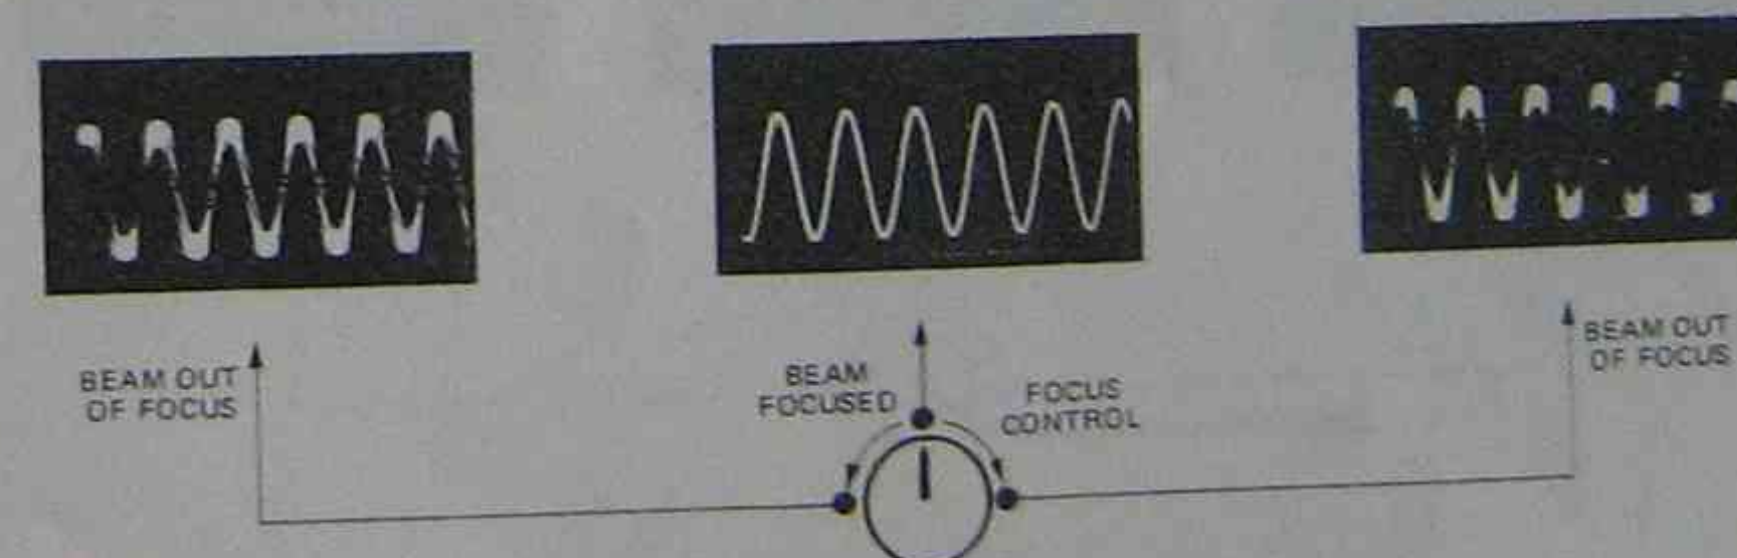 BEAM OUT
OF FOCUS
BEAM
FOCUSED
FOCUS
CONTROL
BEAM OUT
OF FOCUS